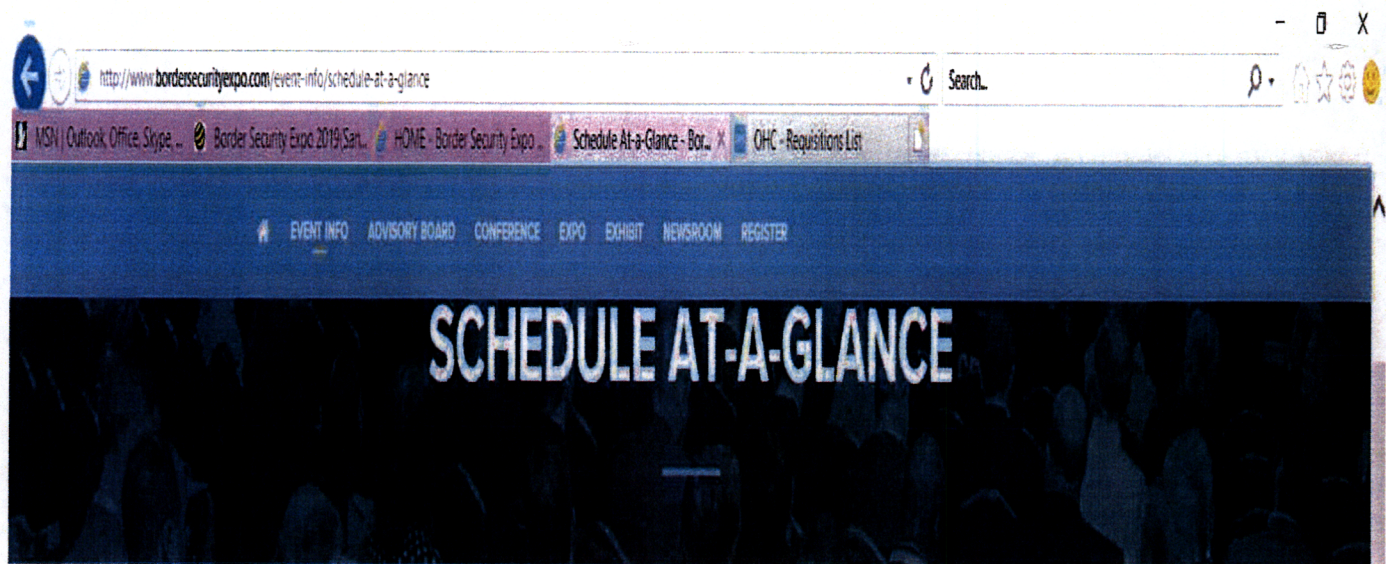 http://www.bordersecurityexpo.com/event-info/schedule-at-a-glance
Search...
MSN | Outlook, Office, Skype, ...
Border Security Expo 2019 (San...
HOME - Border Security Expo ...
Schedule At-a-Glance - Bor...
OHC - Requisitions List
EVENT INFO ADVISORY BOARD CONFERENCE EXPO EXHIBIT NEWSROOM REGISTER
SCHEDULE AT-A-GLANCE